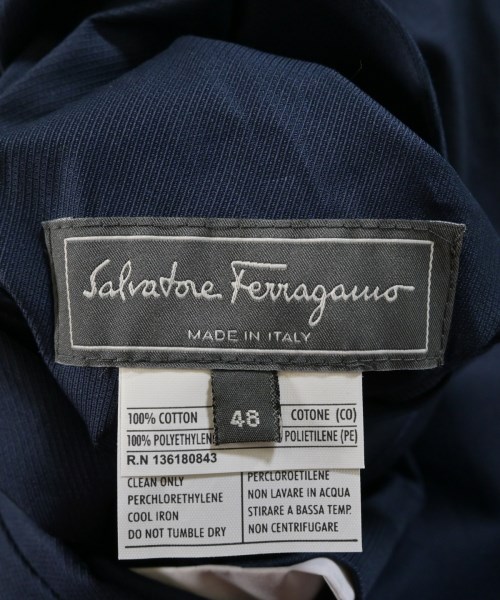 Salvatore Ferragamo
MADE IN ITALY
48
100% COTTON COTONE (CO)
100% POLYETHYLEN POLIETILENE (PE)
R.N 136180843
CLEAN ONLY
PERCHLORETHYLENE
COOL IRON
DO NOT TUMBLE DRY
PERCLOROETILENE
NON LAVARE IN ACQUA
STIRARE A BASSA TEMP.
NON CENTRIFUGARE